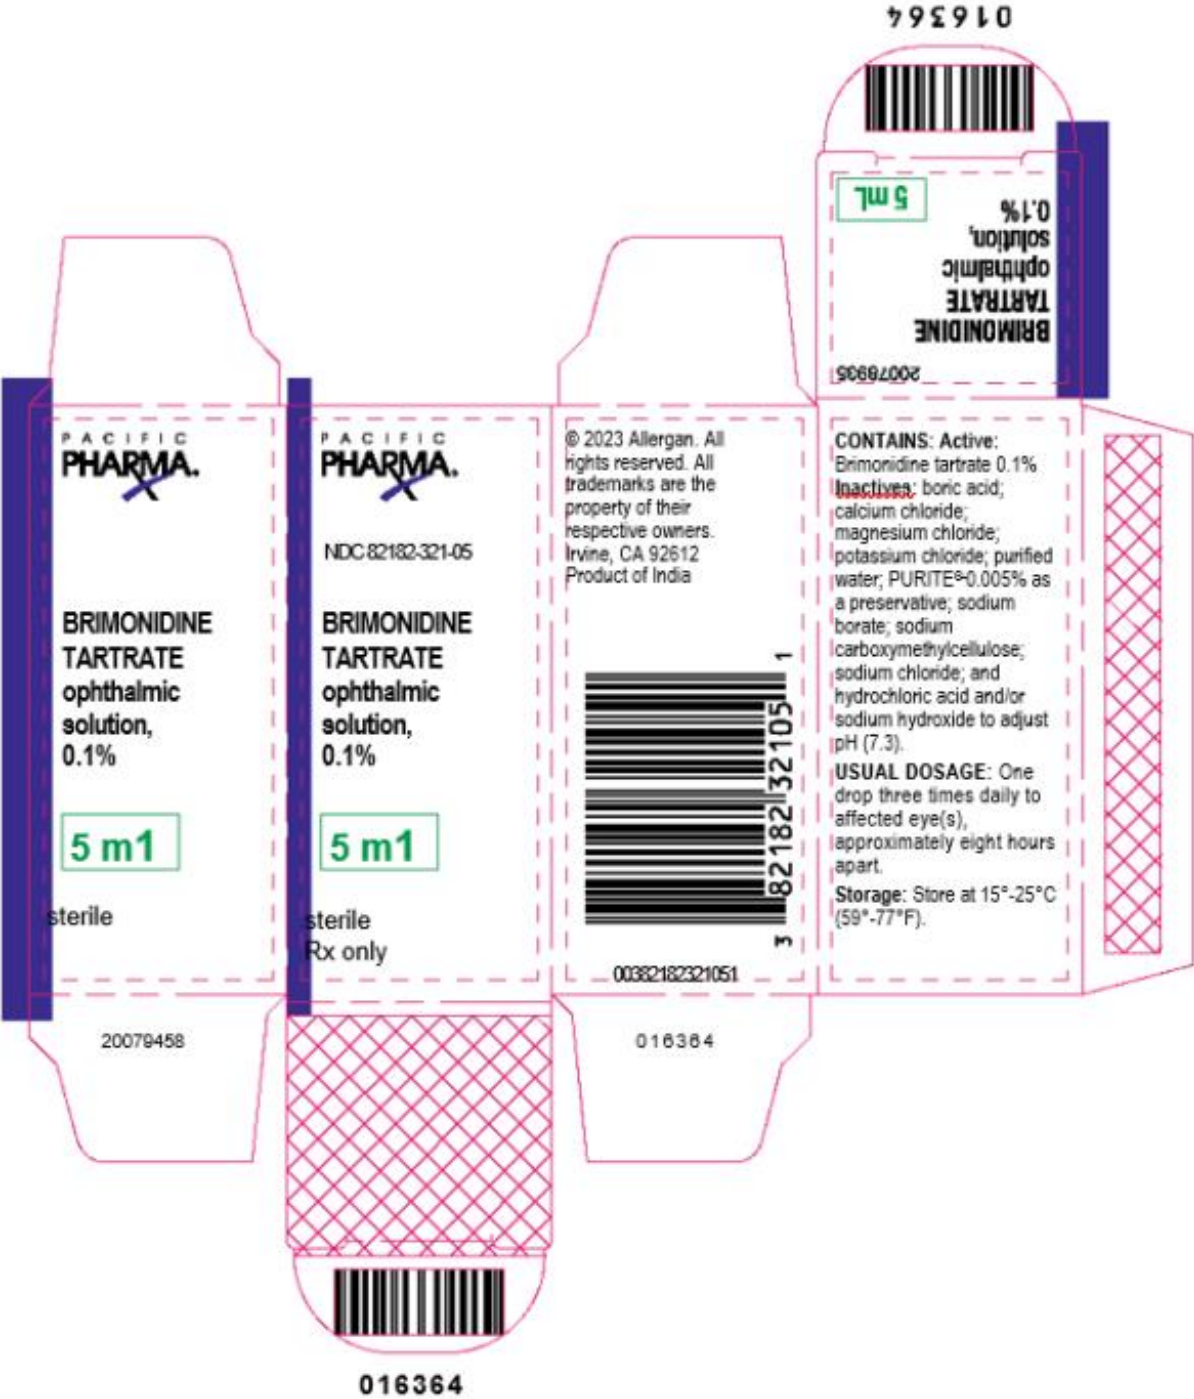 016364
5 mL
BRIMONIDINE
TARTRATE
ophthalmic
solution,
0.1%
20078935
PACIFIC
PHARMA.
BRIMONIDINE
TARTRATE
ophthalmic
solution,
0.1%
5 m1
sterile
20079458
PACIFIC
PHARMA.
NDC 82182-321-05
BRIMONIDINE
TARTRATE
ophthalmic
solution,
0.1%
5 m1
sterile
Rx only
016364
© 2023 Allergan. All
rights reserved. All
trademarks are the
property of their
respective owners.
Irvine, CA 92612
Product of India
3 82182 32105 1
00382182321051
016364
CONTAINS: Active:
Brimonidine tartrate 0.1%
Inactives: boric acid;
calcium chloride;
magnesium chloride;
potassium chloride; purified
water; PURITE® 0.005% as
a preservative; sodium
borate; sodium
carboxymethylcellulose;
sodium chloride; and
hydrochloric acid and/or
sodium hydroxide to adjust
pH (7.3).
USUAL DOSAGE: One
drop three times daily to
affected eye(s),
approximately eight hours
apart.
Storage: Store at 15°-25°C
(59°-77°F).